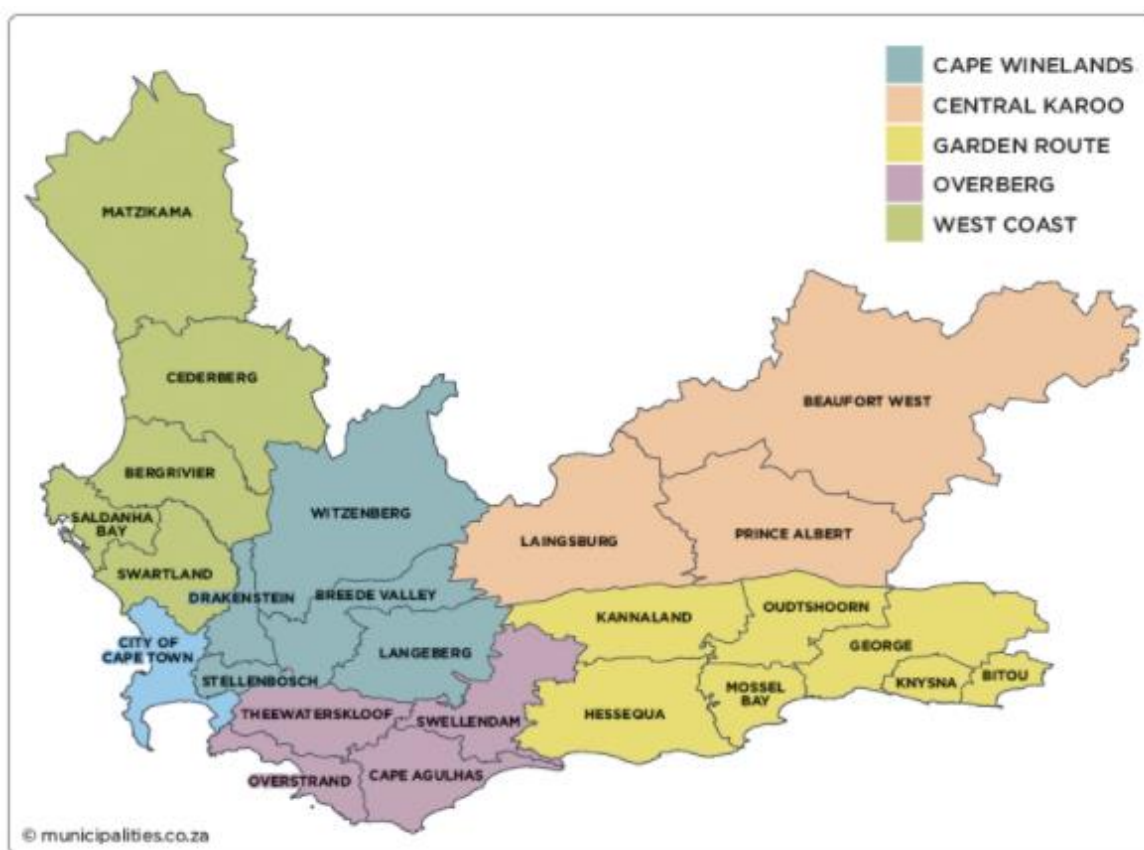 CAPE WINELANDS
CENTRAL KAROO
GARDEN ROUTE
OVERBERG
WEST COAST
MATZIKAMA
CEDERBERG
BERGRIVIER
SALDANHA
BAY
SWARTLAND
WITZENBERG
DRAKENSTEIN
BREEDE VALLEY
LANGEBERG
STELLENBOSCH
CITY OF
CAPE TOWN
THEEWATERSKLOOF
SWELLENDAM
OVERSTRAND
CAPE AGULHAS
BEAUFORT WEST
LAINGSBURG
PRINCE ALBERT
KANNALAND
OUDTSHOORN
GEORGE
HESSEQUA
MOSSEL
BAY
KNYSNA
BITOU
© municipalities.co.za